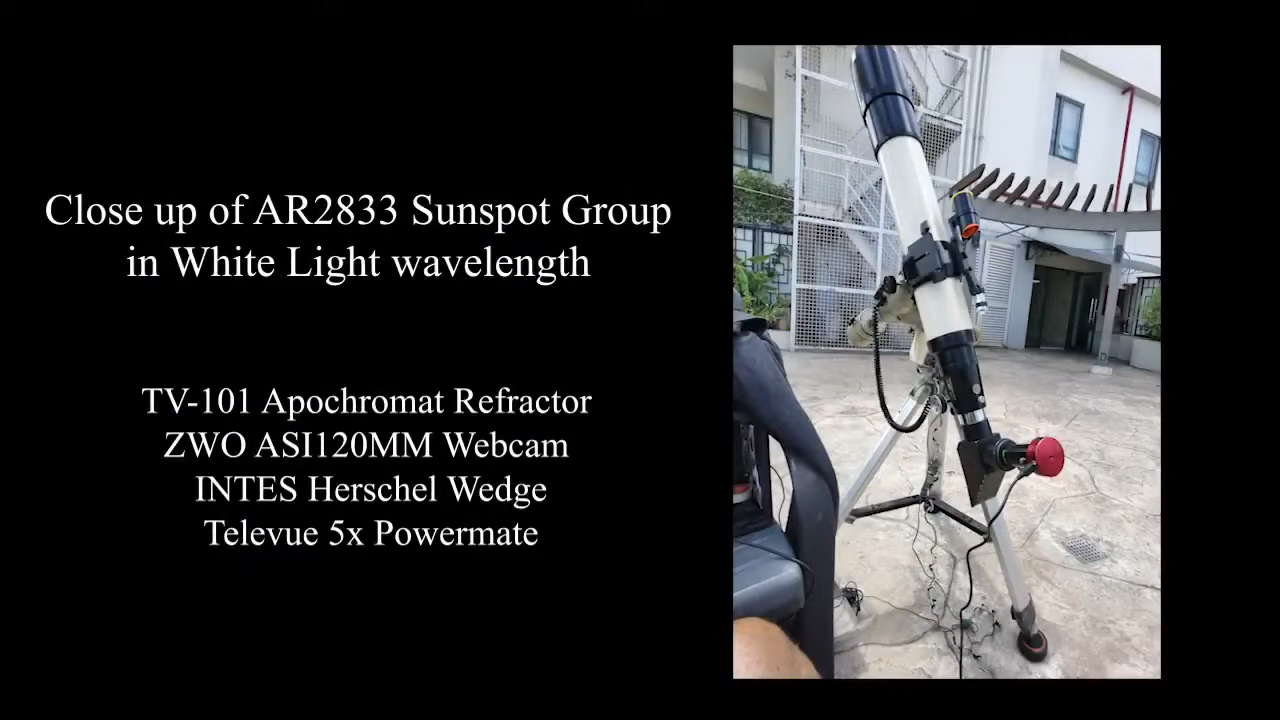 Close up of AR2833 Sunspot Group
in White Light wavelength
TV-101 Apochromat Refractor
ZWO ASI120MM Webcam
INTES Herschel Wedge
Televue 5x Powermate